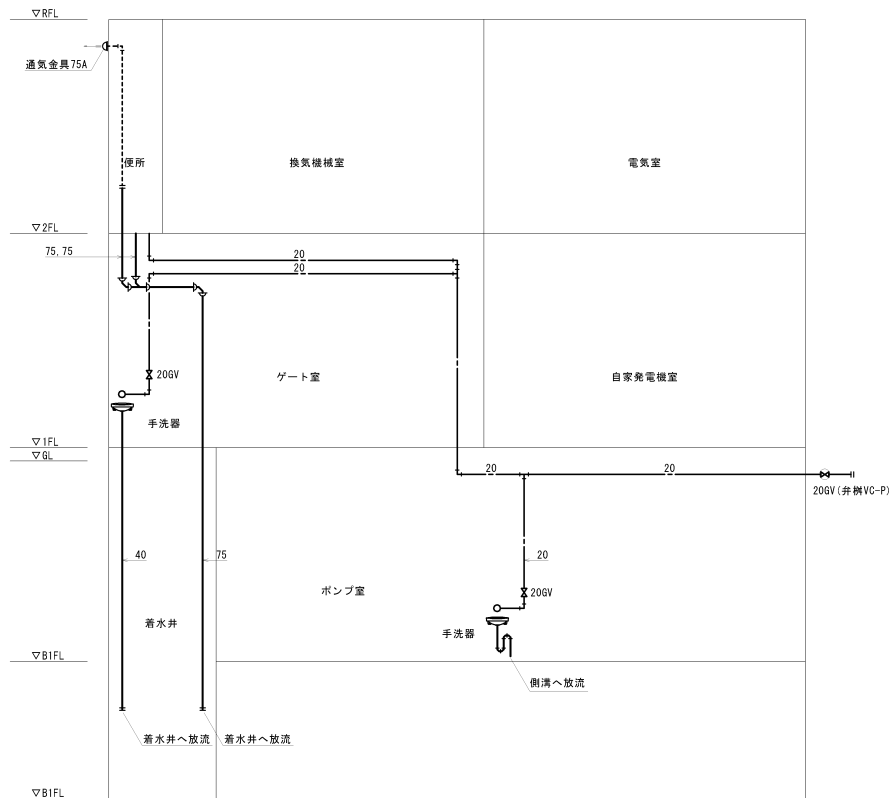 ▽RFL
通気金具75A
便所
換気機械室
電気室
▽2FL
75,75
20
20
20GV
ゲート室
自家発電機室
手洗器
▽1FL
▽GL
20
20
20GV(弁桝VC-P)
40
75
20
ポンプ室
20GV
着水井
手洗器
▽B1FL
側溝へ放流
着水井へ放流
着水井へ放流
▽B1FL